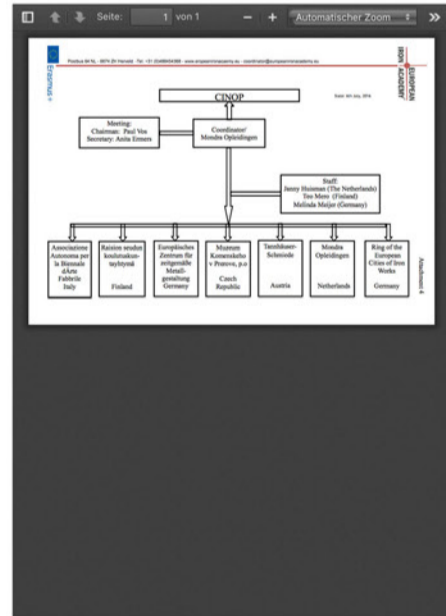 Seite: 1 von 1 − + Automatischer Zoom
Erasmus+
EUROPEAN
IRON ACADEMY
CINOP
Meeting:
Chairman: Paul Vos
Secretary: Anita Ermers
Coordinator/
Mondra Opleidingen
Staff:
Janny Huisman (The Netherlands)
Teo Meto (Finland)
Melinda Meijer (Germany)
Associazione
Autonoma per
la Biennale
dArte
Fabbrile
Italy
Raision seudun
koulutuskun-
tayhtymä
Finland
Europäisches
Zentrum für
zeitgemäße
Metall-
gestaltung
Germany
Muzeum
Komenskeho
v Prerove, p.o
Czech
Republic
Tannhäuser-
Schmiede
Austria
Mondra
Opleidingen
Netherlands
Ring of the
European
Cities of Iron
Works
Germany
Attachment 4